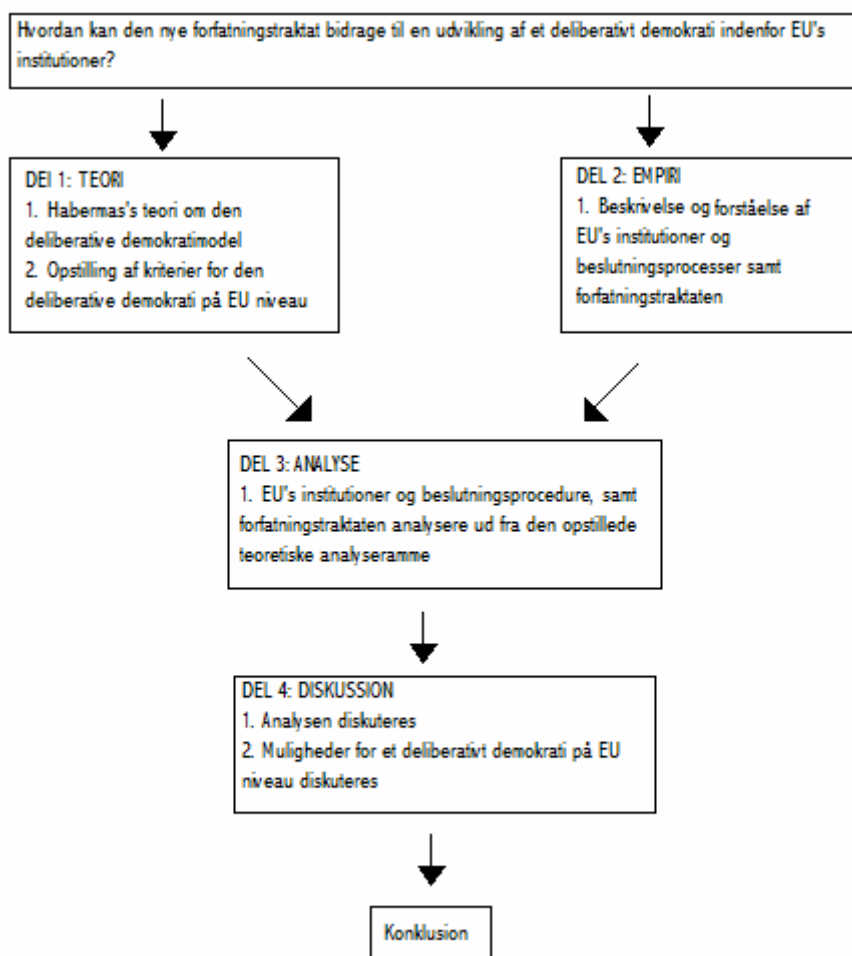 Hvordan kan den nye forfatningstraktat bidrage til en udvikling af et deliberativt demokrati indenfor EU's
institutioner?
DEl 1: TEORI
1. Habermas's teori om den
deliberative demokratimodel
2. Opstilling af kriterier for den
deliberative demokrati på EU niveau
DEL 2: EMPIRI
1. Beskrivelse og forståelse af
EU's institutioner og
beslutningsprocesser samt
forfatningstraktaten
DEL 3: ANALYSE
1. EU's institutioner og beslutningsprocedure, samt
forfatningstraktaten analysere ud fra den opstillede
teoretiske analyseramme
DEL 4: DISKUSSION
1. Analysen diskuteres
2. Muligheder for et deliberativt demokrati på EU
niveau diskuteres
Konklusion